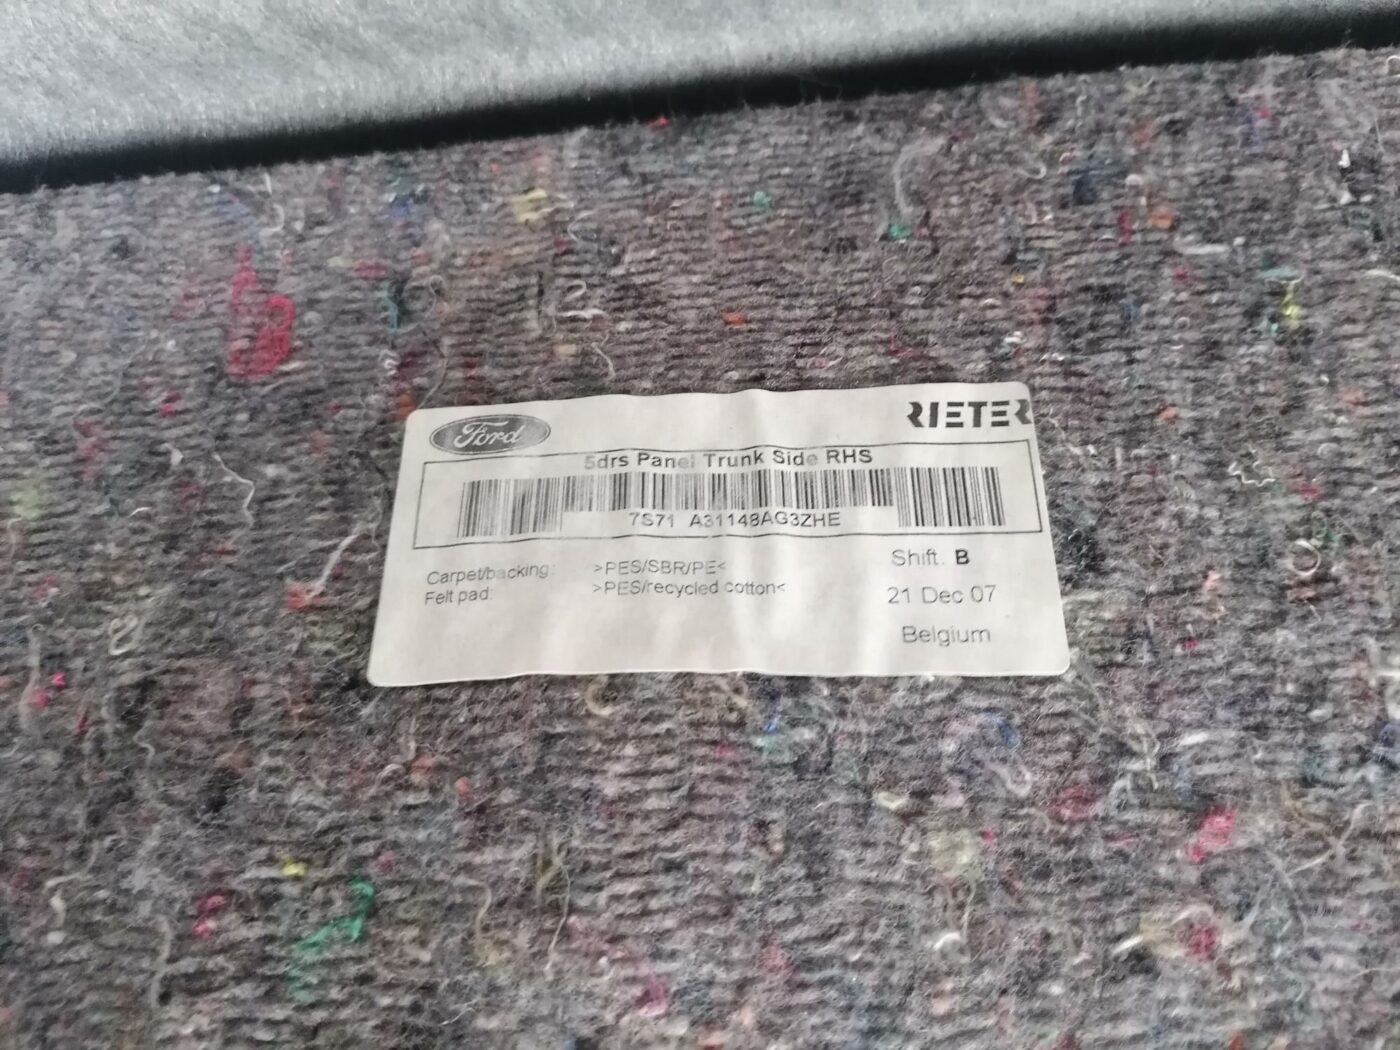 Ford
RIETER
5drs Panel Trunk Side RHS
7S71 A31148AG3ZHE
Carpet/backing: >PES/SBR/PE<
Felt pad: >PES/recycled cotton<
Shift. B
21 Dec 07
Belgium